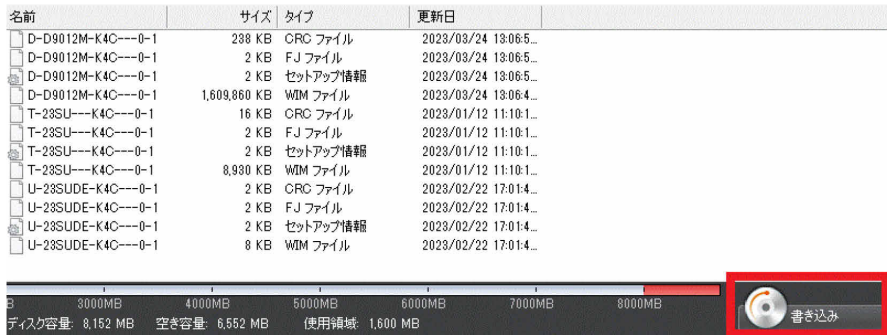 名前 サイズ タイプ 更新日
D-D9012M-K4C---0-1 238 KB CRC ファイル 2023/03/24 13:06:5...
D-D9012M-K4C---0-1 2 KB FJ ファイル 2023/03/24 13:06:5...
D-D9012M-K4C---0-1 2 KB セットアップ情報 2023/03/24 13:06:5...
D-D9012M-K4C---0-1 1,609,860 KB WIM ファイル 2023/03/24 13:06:4...
T-23SU---K4C---0-1 16 KB CRC ファイル 2023/01/12 11:10:1...
T-23SU---K4C---0-1 2 KB FJ ファイル 2023/01/12 11:10:1...
T-23SU---K4C---0-1 2 KB セットアップ情報 2023/01/12 11:10:1...
T-23SU---K4C---0-1 8,930 KB WIM ファイル 2023/01/12 11:10:1...
U-23SUDE-K4C---0-1 2 KB CRC ファイル 2023/02/22 17:01:4...
U-23SUDE-K4C---0-1 2 KB FJ ファイル 2023/02/22 17:01:4...
U-23SUDE-K4C---0-1 2 KB セットアップ情報 2023/02/22 17:01:4...
U-23SUDE-K4C---0-1 8 KB WIM ファイル 2023/02/22 17:01:4...
B 3000MB 4000MB 5000MB 6000MB 7000MB 8000MB
ディスク容量: 8,152 MB 空き容量: 6,552 MB 使用領域: 1,600 MB
書き込み